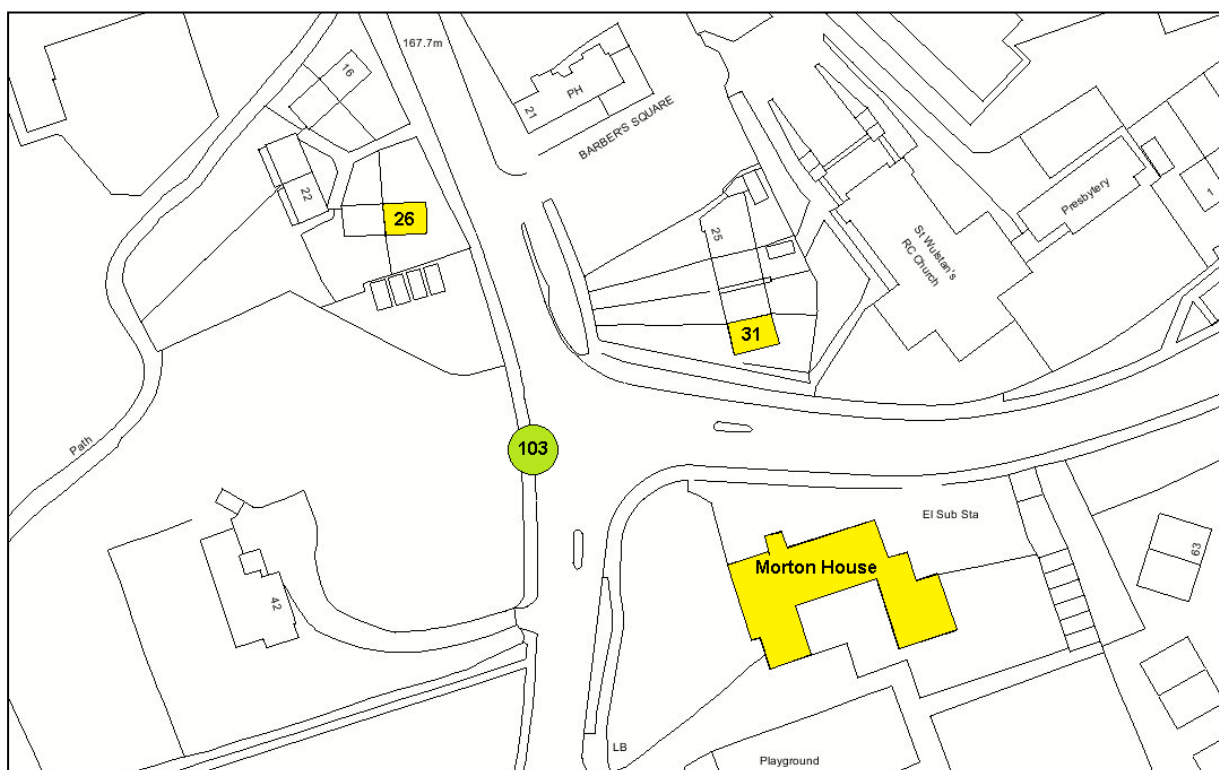 167.7m
16
21
PH
BARBER'S SQUARE
22
26
25
St Wulstan's
RC Church
Presbytery
1
31
Path
103
El Sub Sta
63
Morton House
42
LB
Playground